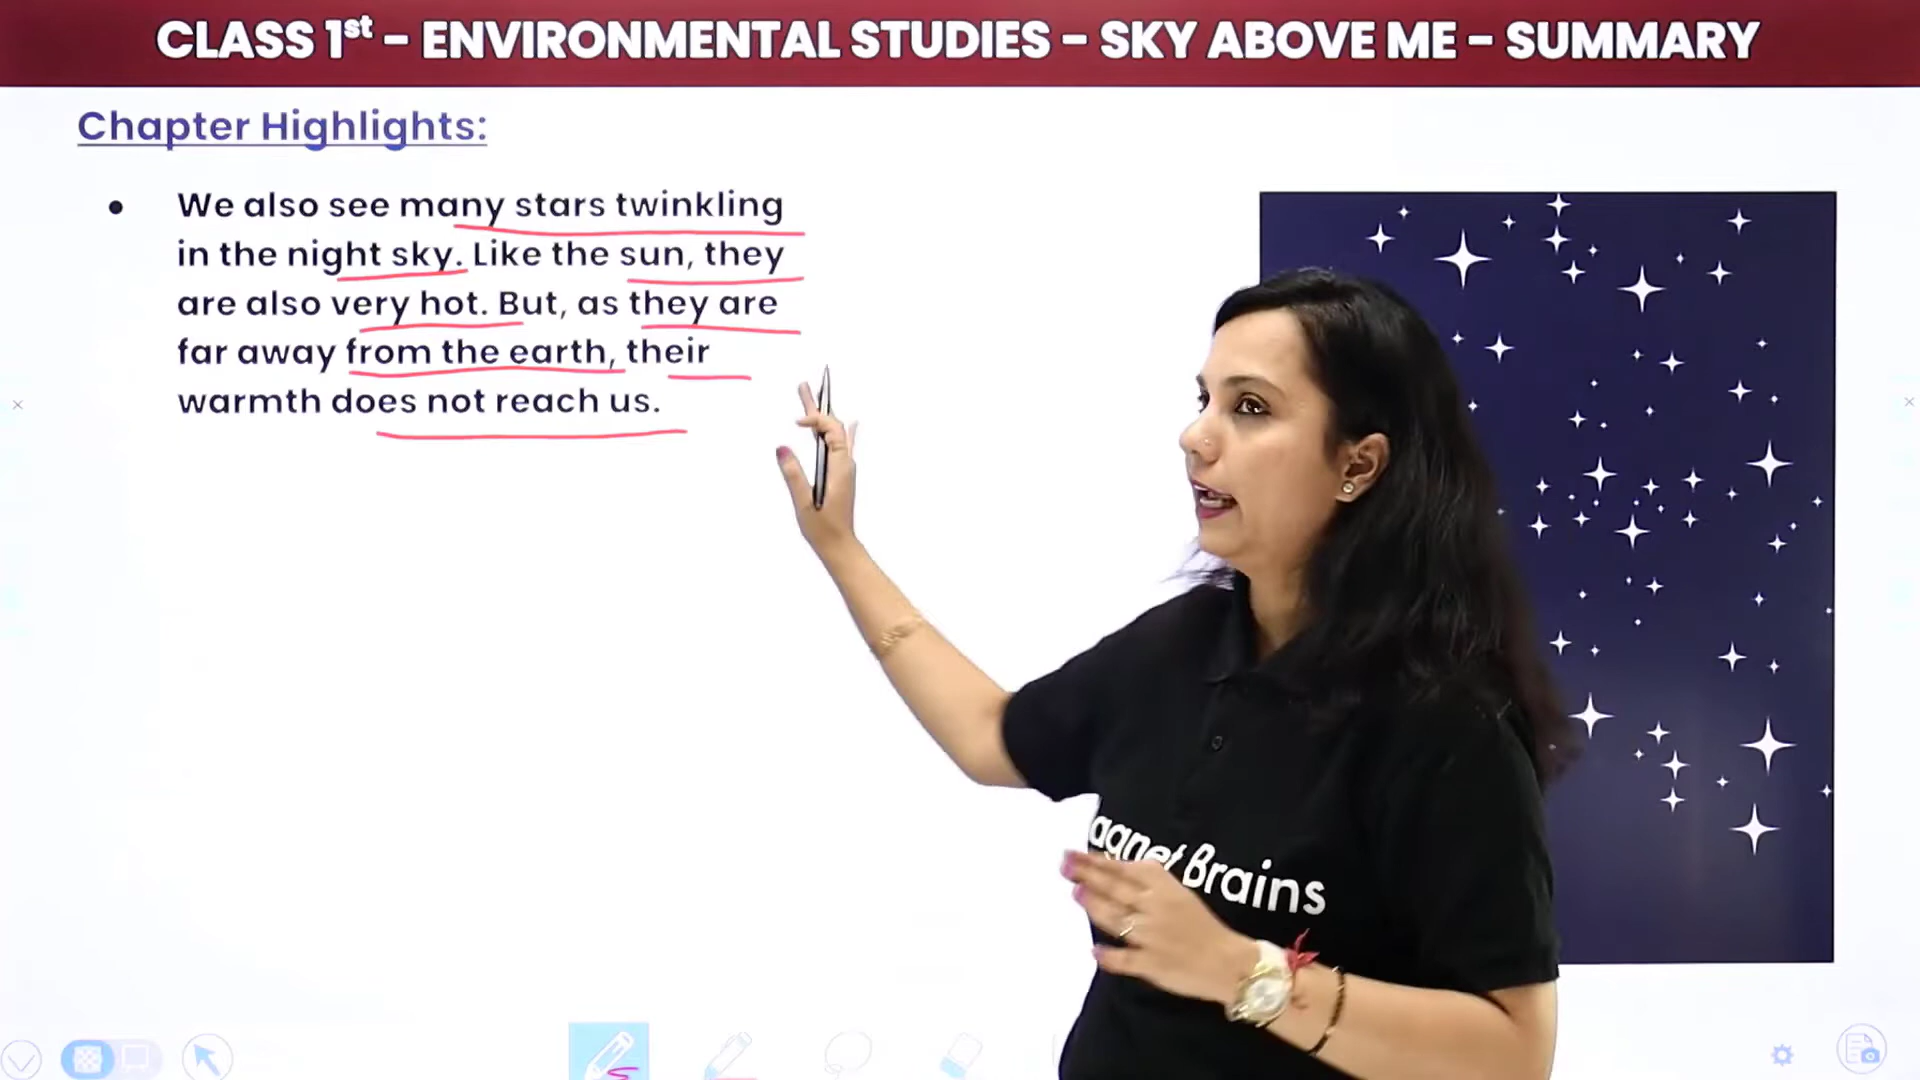 CLASS 1st - ENVIRONMENTAL STUDIES - SKY ABOVE ME - SUMMARY
Chapter Highlights:
• We also see many stars twinkling
in the night sky. Like the sun, they
are also very hot. But, as they are
far away from the earth, their
warmth does not reach us.
agnet Brains